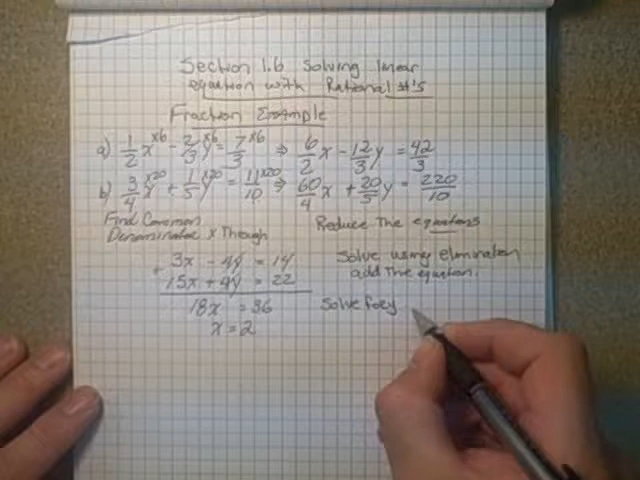 Section 1.6 Solving linear
equation with Rational #'s
Fraction Example
a) 1/2 x ×6 - 2/3 y ×6 = 7/3 ×6 ⇒ 6/2 x - 12/3 y = 42/3
b) 3/4 x ×20 + 1/5 y ×20 = 11/10 ×20 ⇒ 60/4 x + 20/5 y = 220/10
Find Common
Denominator x Through
Reduce The equations
+ 3x - 4y = 14
15x + 4y = 22
18x = 36
x = 2
Solve using elimination
add the equation.
Solve for y